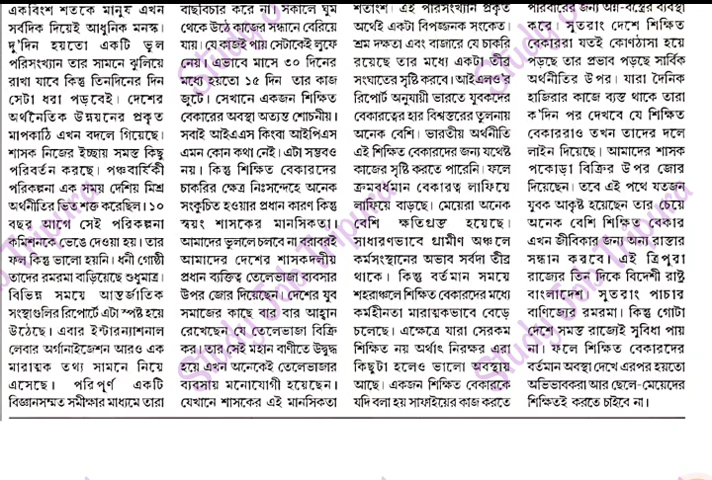 একবিংশ শতকে মানুষ এখন
সর্বদিক দিয়েই আধুনিক মনস্ক।
দু'দিন হয়তো একটি ভুল
পরিসংখ্যান তার সামনে ঝুলিয়ে
রাখা যাবে কিন্তু তিনদিনের দিন
সেটা ধরা পড়বেই। দেশের
অর্থনৈতিক উন্নয়নের প্রকৃত
মাপকাঠি এখন বদলে গিয়েছে।
শাসক নিজের ইচ্ছায় সমস্ত কিছু
পরিবর্তন করছে। পঞ্চবার্ষিকী
পরিকল্পনা এক সময় দেশিয় মিশ্র
অর্থনীতির ভিত শক্ত করেছিল। ১০
বছর আগে সেই পরিকল্পনা
কমিশনকে ভেঙে দেওয়া হয়। তার
ফল কিন্তু ভালো হয়নি। ধনী গোষ্ঠী
তাদের রমরমা বাড়িয়েছে শুধুমাত্র।
বিভিন্ন সময়ে আন্তর্জাতিক
সংস্থাগুলির রিপোর্টে এটা স্পষ্ট হয়ে
উঠেছে। এবার ইন্টারন্যাশনাল
লেবার অর্গানাইজেশন আরও এক
মারাত্মক তথ্য সামনে নিয়ে
এসেছে। পরিপূর্ণ একটি
বিজ্ঞানসম্মত সমীক্ষার মাধ্যমে তারা
বাছবিচার করে না। সকালে ঘুম
থেকে উঠে কাজের সন্ধানে বেরিয়ে
যায়। যে কাজই পায় সেটাকেই লুফে
নেয়। এভাবে মাসে ৩০ দিনের
মধ্যে হয়তো ১৫ দিন তার কাজ
জুটে। সেখানে একজন শিক্ষিত
বেকারের অবস্থা অত্যন্ত শোচনীয়।
সবাই আইএএস কিংবা আইপিএস
এমন কোন কথা নেই। এটা সম্ভবও
নয়। কিন্তু শিক্ষিত বেকারদের
চাকরির ক্ষেত্র নিঃসন্দেহে অনেক
সংকুচিত হওয়ার প্রধান কারণ কিন্তু
স্বয়ং শাসকের মানসিকতা।
আমাদের ভুললে চলবে না বরাবরই
আমাদের দেশের শাসকদলীয়
প্রধান ব্যক্তিত্ব তেলেভাজা ব্যবসার
উপর জোর দিয়েছেন। দেশের যুব
সমাজের কাছে বার বার আহ্বান
রেখেছেন যে তেলেভাজা বিক্রি
কর। তার সেই মহান বাণীতে উদ্বুদ্ধ
হয়ে এখন অনেকেই তেলেভাজার
ব্যবসায় মনোযোগী হয়েছেন।
যেখানে শাসকের এই মানসিকতা
শতাংশ। এই পরিসংখ্যান প্রকৃত
অর্থেই একটা বিপজ্জনক সংকেত।
শ্রম দক্ষতা এবং বাজারে যে চাকরি
রয়েছে তার মধ্যে একটা তীব্র
সংঘাতের সৃষ্টি করবে। আইএলও'র
রিপোর্ট অনুযায়ী ভারতে যুবকদের
বেকারত্বের হার বিশ্বস্তরের তুলনায়
অনেক বেশি। ভারতীয় অর্থনীতি
এই শিক্ষিত বেকারদের জন্য যথেষ্ট
কাজের সৃষ্টি করতে পারেনি। ফলে
ক্রমবর্ধমান বেকারত্ব লাফিয়ে
লাফিয়ে বাড়ছে। মেয়েরা অনেক
বেশি ক্ষতিগ্রস্ত হয়েছে।
সাধারণভাবে গ্রামীণ অঞ্চলে
কর্মসংস্থানের অভাব সর্বদা তীব্র
থাকে। কিন্তু বর্তমান সময়ে
শহরাঞ্চলে শিক্ষিত বেকারদের মধ্যে
কর্মহীনতা মারাত্মকভাবে বেড়ে
চলেছে। এক্ষেত্রে যারা সেরকম
শিক্ষিত নয় অর্থাৎ নিরক্ষর এরা
কিছুটা হলেও ভালো অবস্থায়
আছে। একজন শিক্ষিত বেকারকে
যদি বলা হয় সাফাইয়ের কাজ করতে
পরিবারের জন্য অন্ন-বস্ত্রের ব্যবস্থা
করে। সুতরাং দেশে শিক্ষিত
বেকাররা যতই কোণঠাসা হয়ে
পড়ছে তার প্রভাব পড়ছে সার্বিক
অর্থনীতির উপর। যারা দৈনিক
হাজিরার কাজে ব্যস্ত থাকে তারা
ক'দিন পর দেখবে যে শিক্ষিত
বেকাররাও তখন তাদের দলে
লাইন দিয়েছে। আমাদের শাসক
পকোড়া বিক্রির উপর জোর
দিয়েছেন। তবে এই পথে যতজন
যুবক আকৃষ্ট হয়েছেন তার চেয়ে
অনেক বেশি শিক্ষিত বেকার
এখন জীবিকার জন্য অন্য রাস্তার
সন্ধান করবে। এই ত্রিপুরা
রাজ্যের তিন দিকে বিদেশী রাষ্ট্র
বাংলাদেশ। সুতরাং পাচার
বাণিজ্যের রমরমা। কিন্তু গোটা
দেশে সমস্ত রাজ্যেই সুবিধা পায়
না। ফলে শিক্ষিত বেকারদের
বর্তমান অবস্থা দেখে এরপর হয়তো
অভিভাবকরা আর ছেলে-মেয়েদের
শিক্ষিতই করতে চাইবে না।
Study Job Tripura